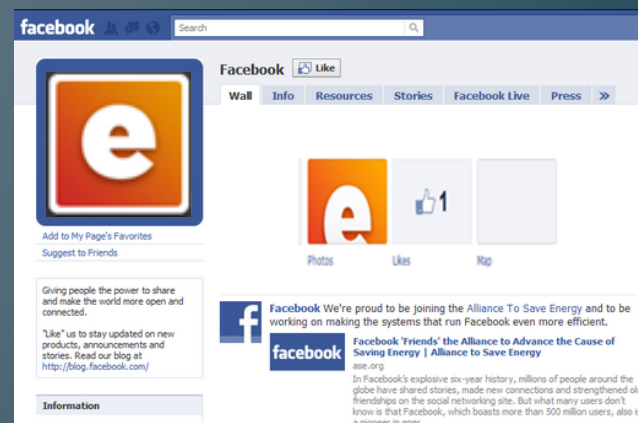 facebook
Search
Facebook Like
Wall Info Resources Stories Facebook Live Press »
e
e
1
Photos Likes Map
Add to My Page's Favorites
Suggest to Friends
Giving people the power to share
and make the world more open and
connected.
"Like" us to stay updated on new
products, announcements and
stories. Read our blog at
http://blog.facebook.com/
Information
f
Facebook We're proud to be joining the Alliance To Save Energy and to be
working on making the systems that run Facebook even more efficient.
facebook
Facebook 'Friends' the Alliance to Advance the Cause of
Saving Energy | Alliance to Save Energy
ase.org
In Facebook's explosive six-year history, millions of people around the
globe have shared stories, made new connections and strengthened old
friendships on the social networking site. But what many users don't
know is that Facebook, which boasts more than 500 million users, also is